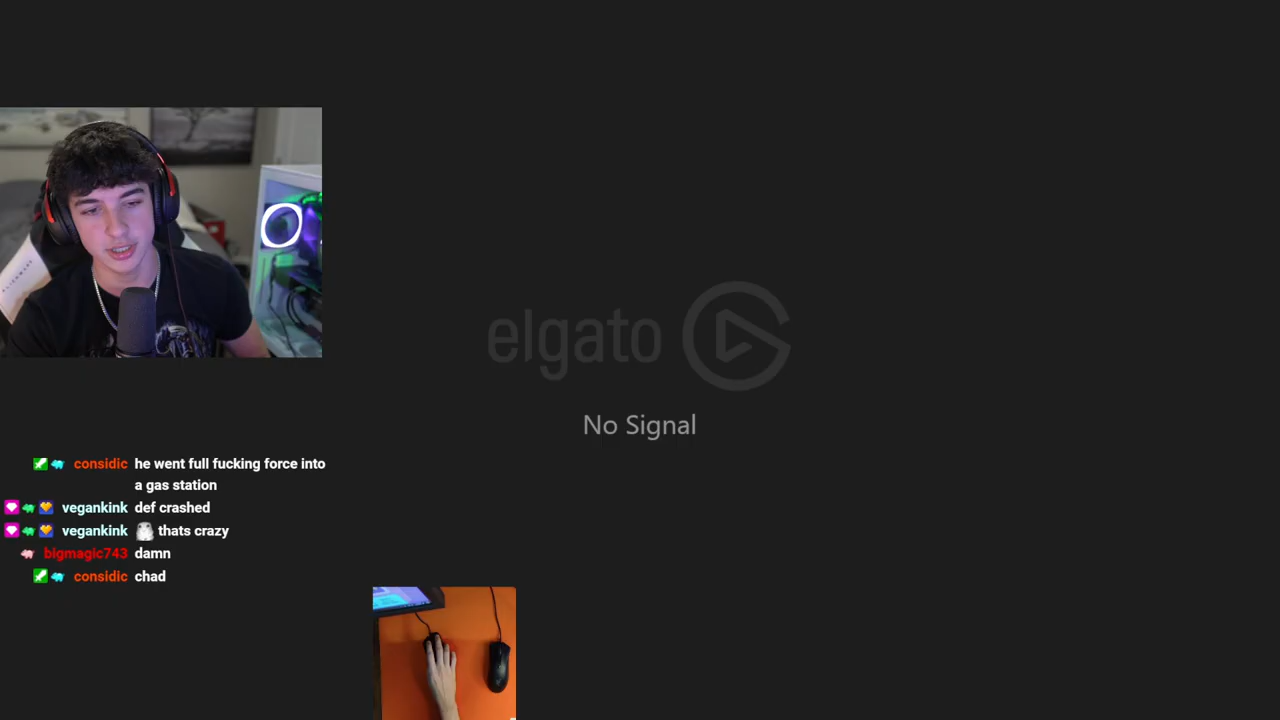 elgato
No Signal
considic he went full fucking force into
a gas station
vegankink def crashed
vegankink thats crazy
bigmagic743 damn
considic chad